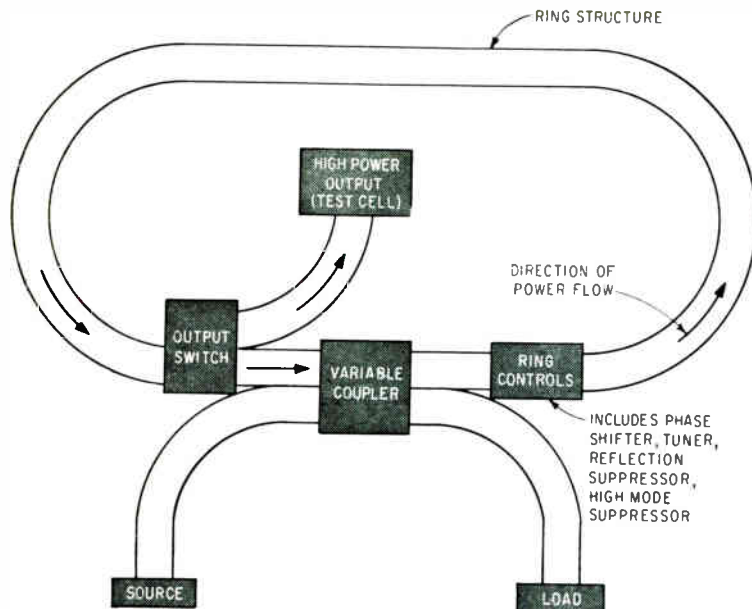 RING STRUCTURE
HIGH POWER
OUTPUT
(TEST CELL)
DIRECTION OF
POWER FLOW
OUTPUT
SWITCH
VARIABLE
COUPLER
RING
CONTROLS
INCLUDES PHASE
SHIFTER, TUNER,
REFLECTION
SUPPRESSOR,
HIGH MODE
SUPPRESSOR
SOURCE
LOAD